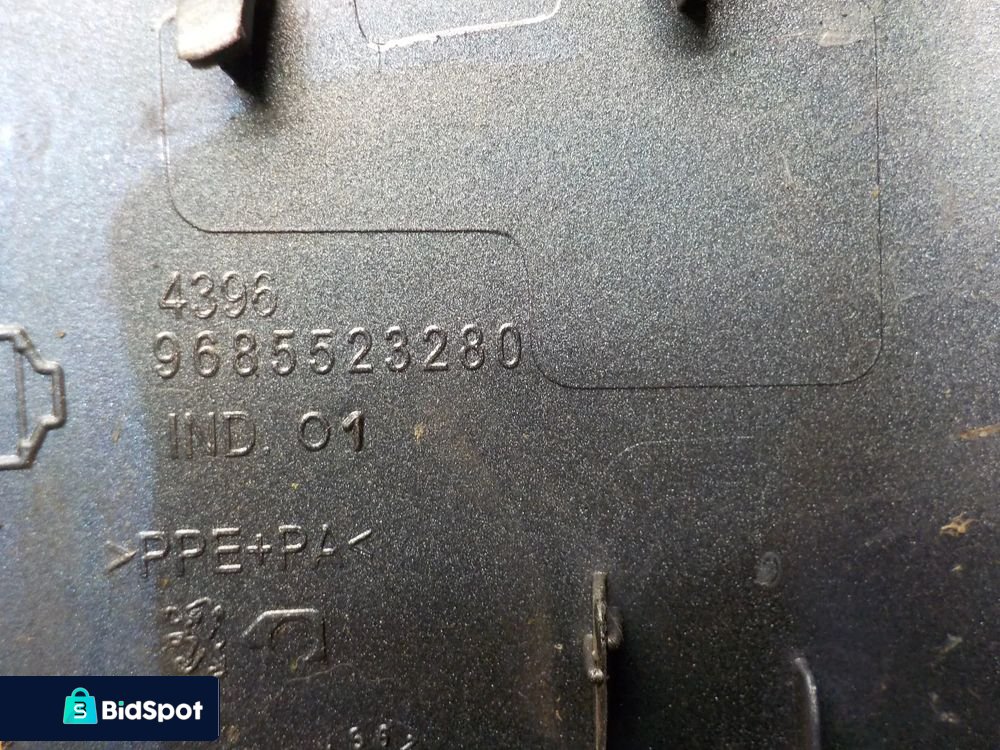 4396
9685523280
IND. 01
>PPE+PA<
BidSpot